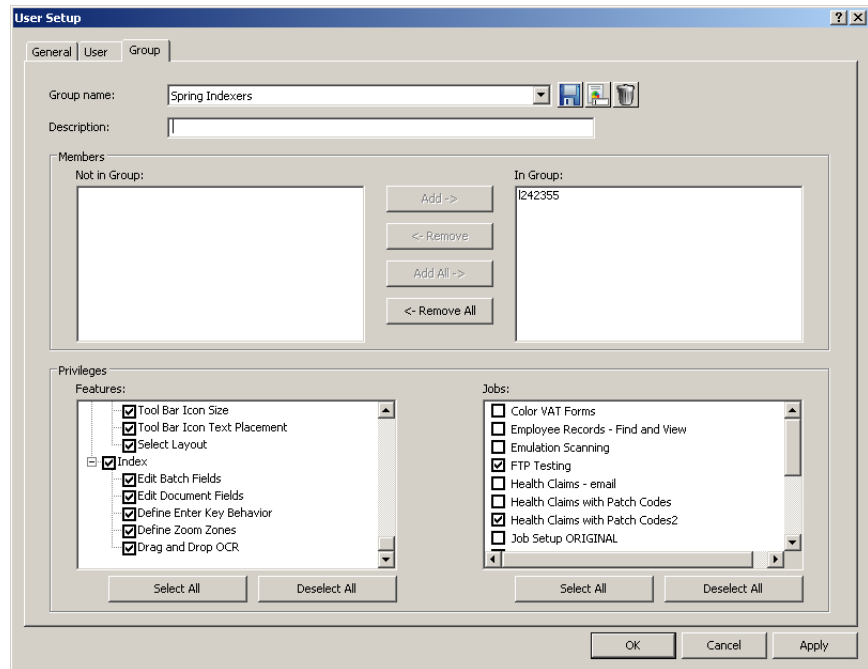 User Setup
General User Group
Group name: Spring Indexers
Description:
Members
Not in Group: In Group:
l242355
Add ->
<- Remove
Add All ->
<- Remove All
Privileges
Features: Jobs:
Tool Bar Icon Size
Tool Bar Icon Text Placement
Select Layout
Index
Edit Batch Fields
Edit Document Fields
Define Enter Key Behavior
Define Zoom Zones
Drag and Drop OCR
Color VAT Forms
Employee Records - Find and View
Emulation Scanning
FTP Testing
Health Claims - email
Health Claims with Patch Codes
Health Claims with Patch Codes2
Job Setup ORIGINAL
Select All Deselect All Select All Deselect All
OK Cancel Apply